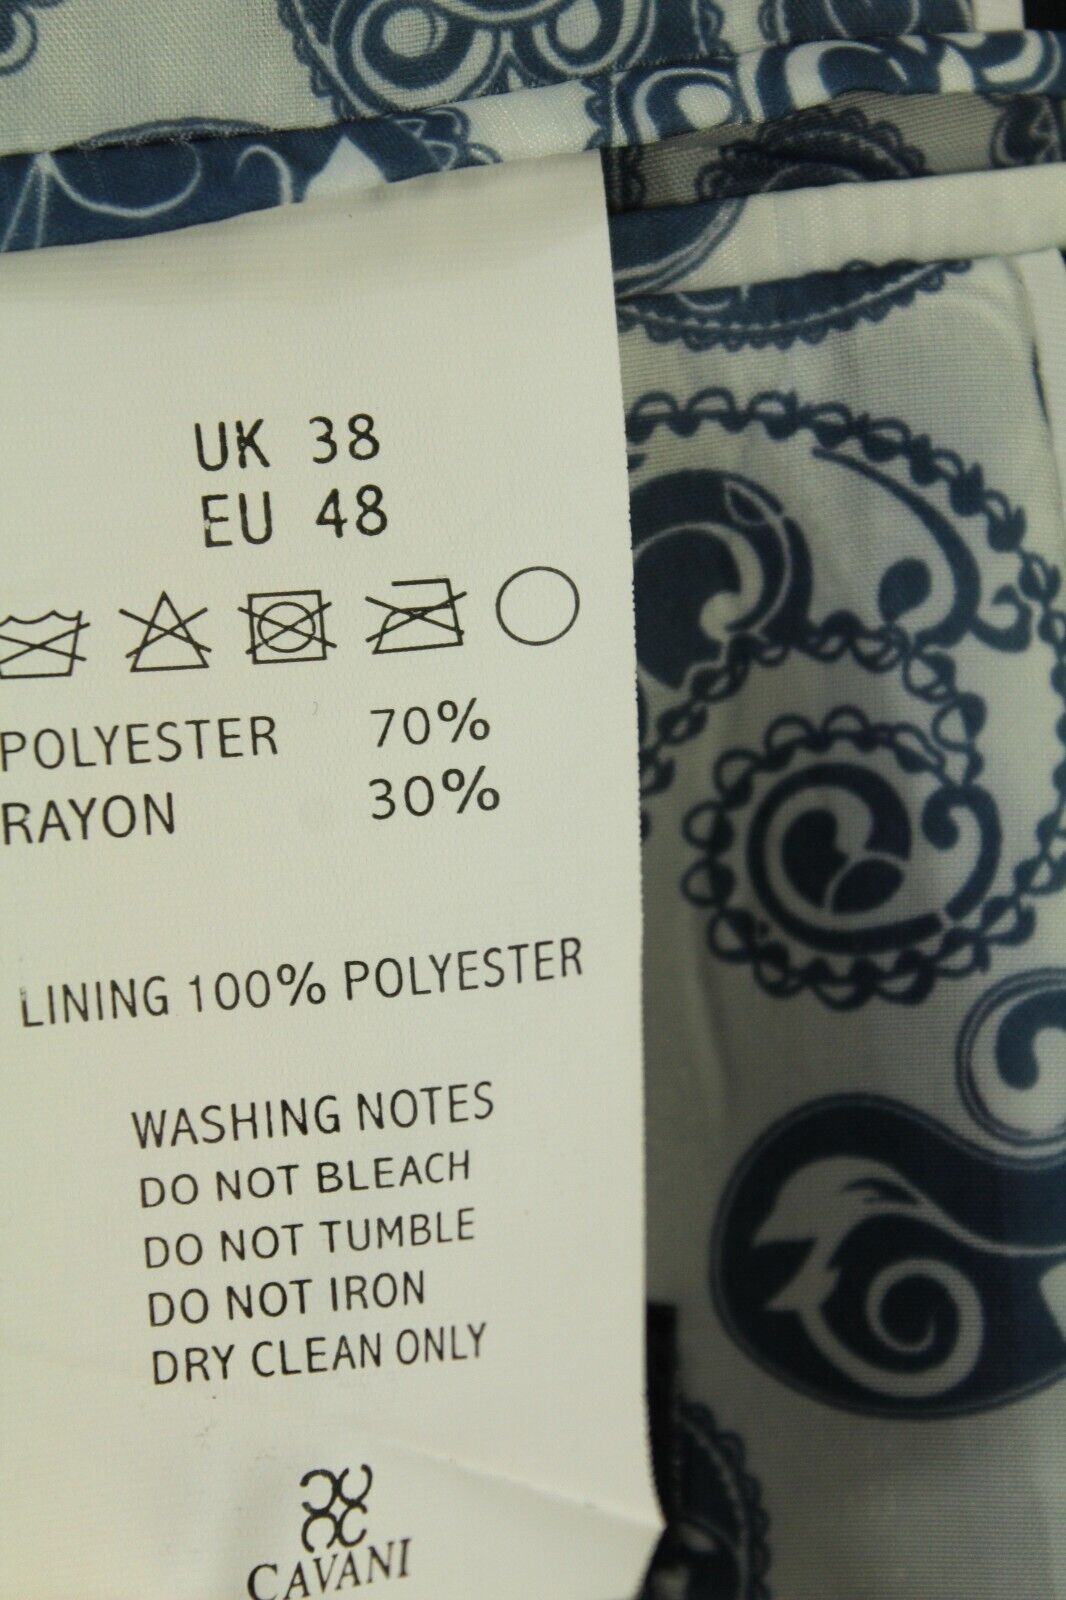 UK 38
EU 48
POLYESTER 70%
RAYON 30%
LINING 100% POLYESTER
WASHING NOTES
DO NOT BLEACH
DO NOT TUMBLE
DO NOT IRON
DRY CLEAN ONLY
CAVANI